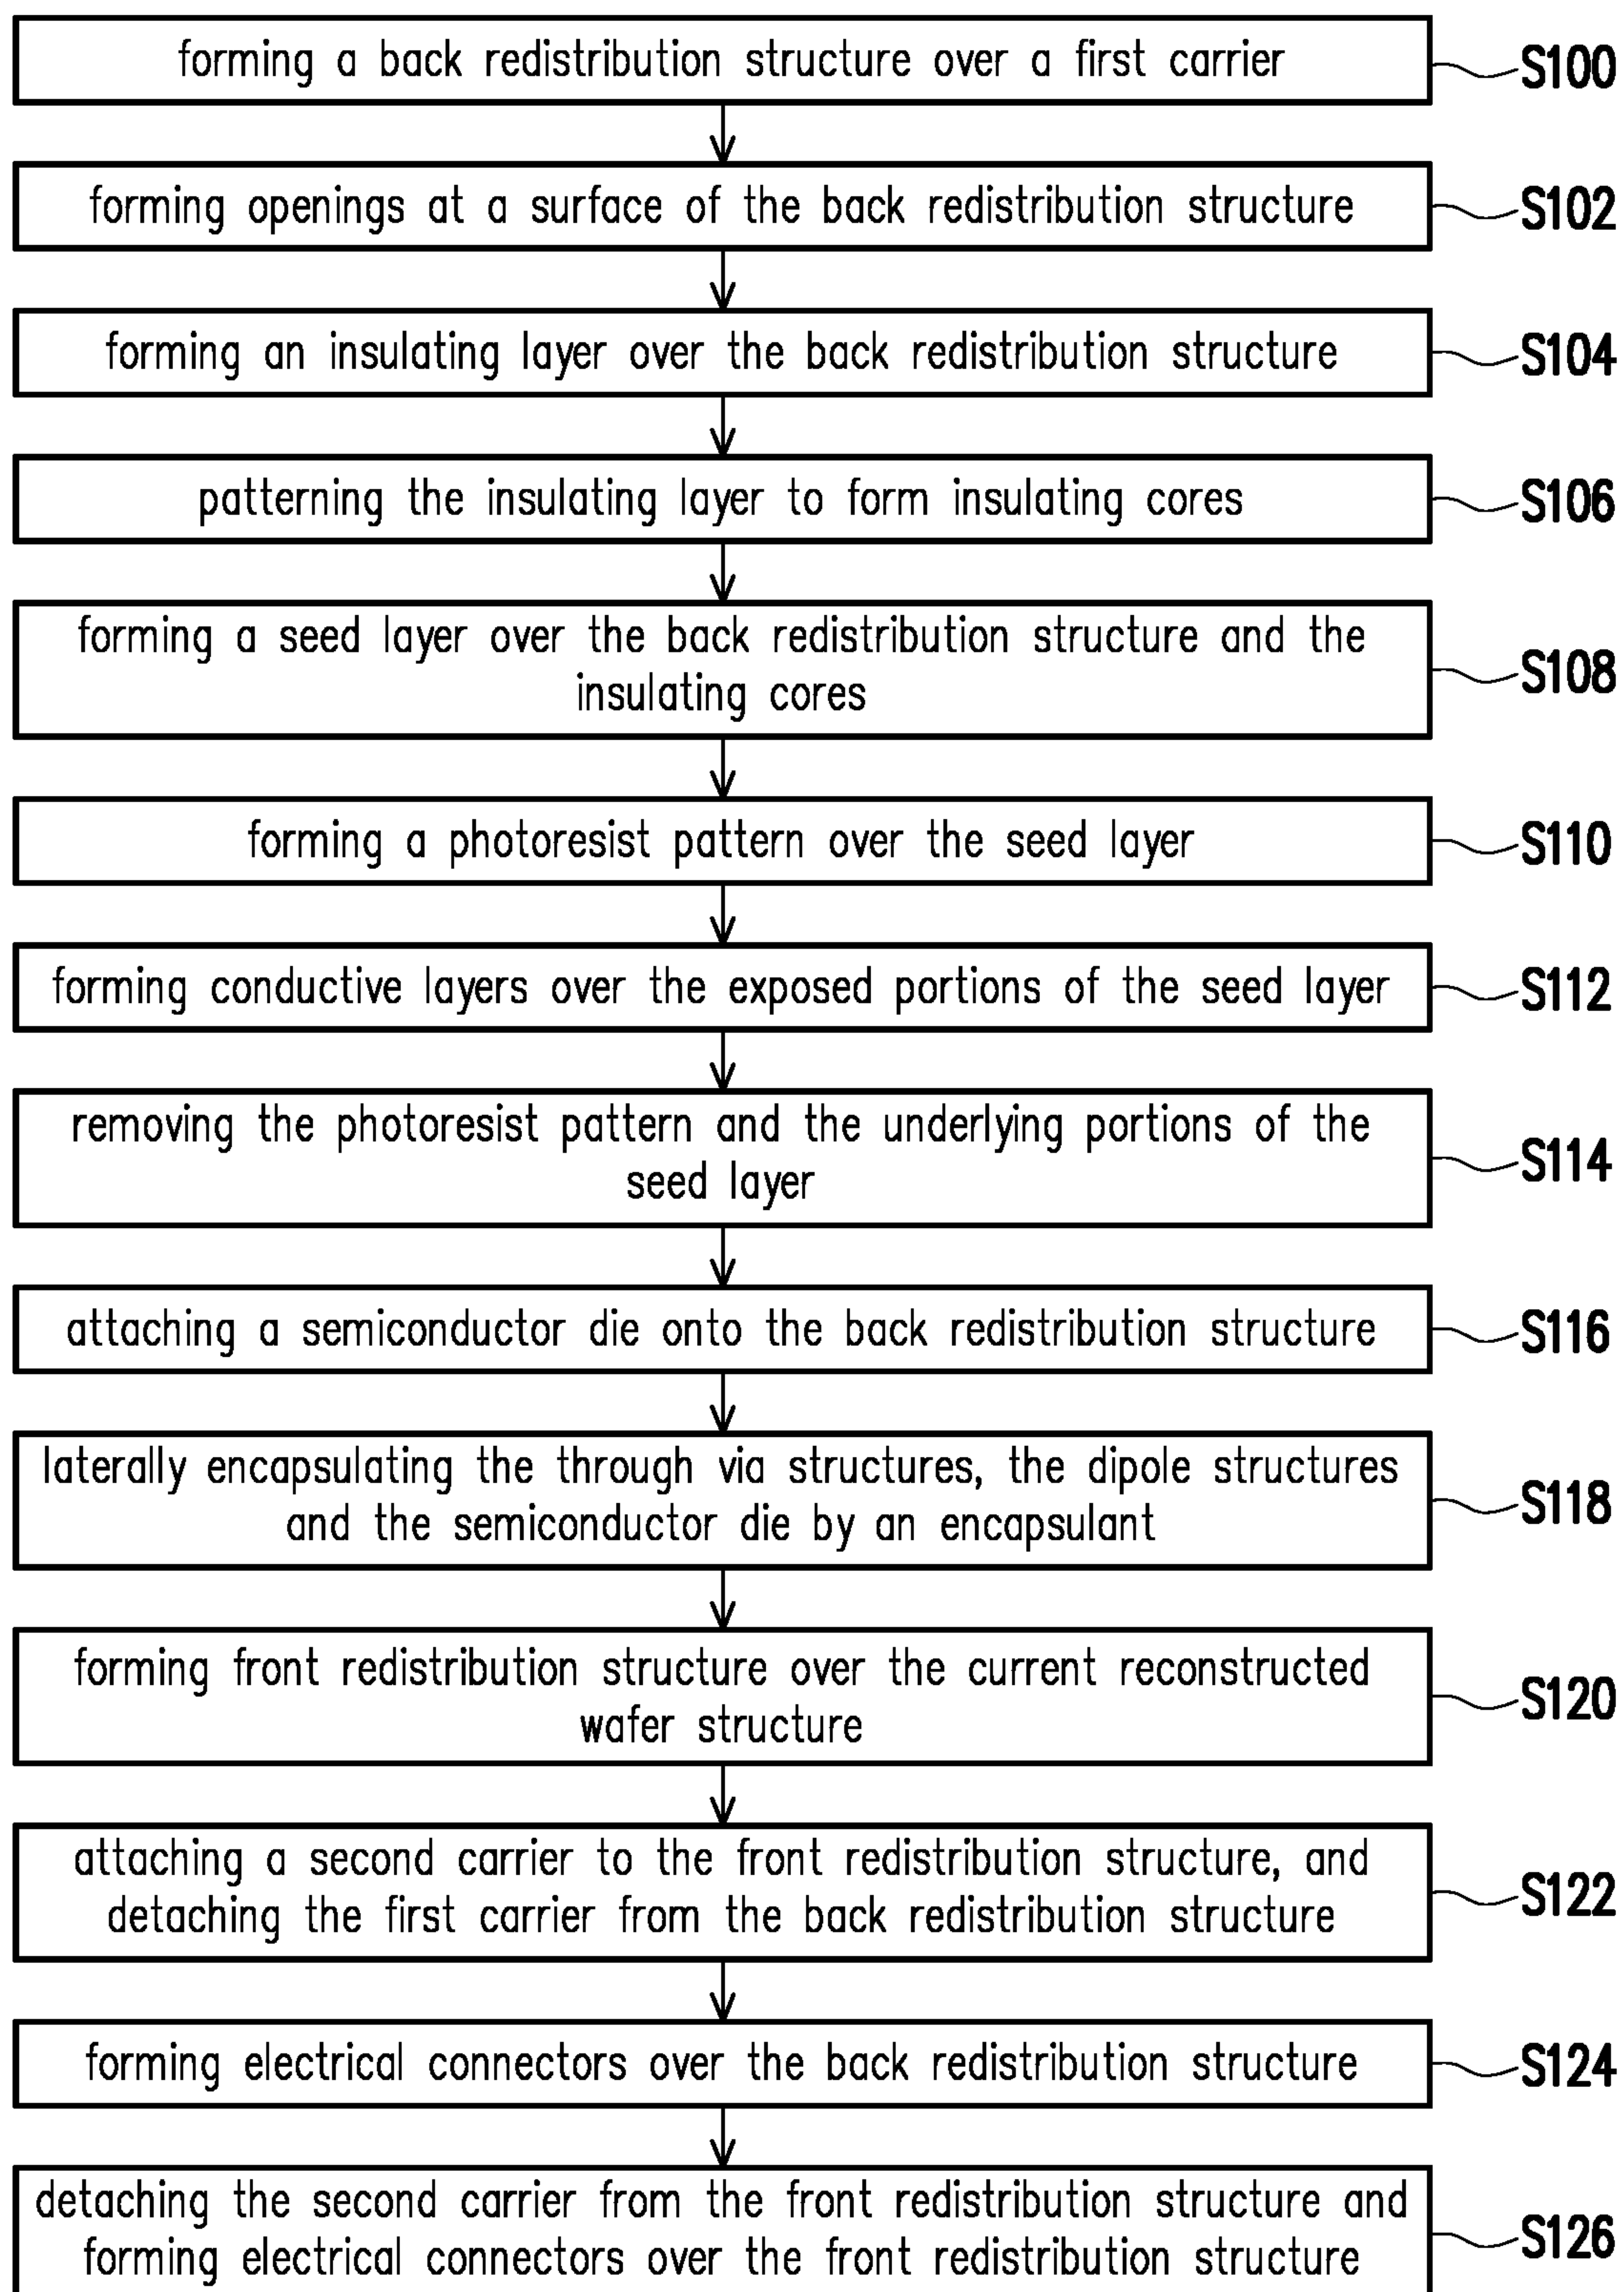 forming a back redistribution structure over a first carrier
S100
forming openings at a surface of the back redistribution structure
S102
forming an insulating layer over the back redistribution structure
S104
patterning the insulating layer to form insulating cores
S106
forming a seed layer over the back redistribution structure and the
insulating cores
S108
forming a photoresist pattern over the seed layer
S110
forming conductive layers over the exposed portions of the seed layer
S112
removing the photoresist pattern and the underlying portions of the
seed layer
S114
attaching a semiconductor die onto the back redistribution structure
S116
laterally encapsulating the through via structures, the dipole structures
and the semiconductor die by an encapsulant
S118
forming front redistribution structure over the current reconstructed
wafer structure
S120
attaching a second carrier to the front redistribution structure, and
detaching the first carrier from the back redistribution structure
S122
forming electrical connectors over the back redistribution structure
S124
detaching the second carrier from the front redistribution structure and
forming electrical connectors over the front redistribution structure
S126